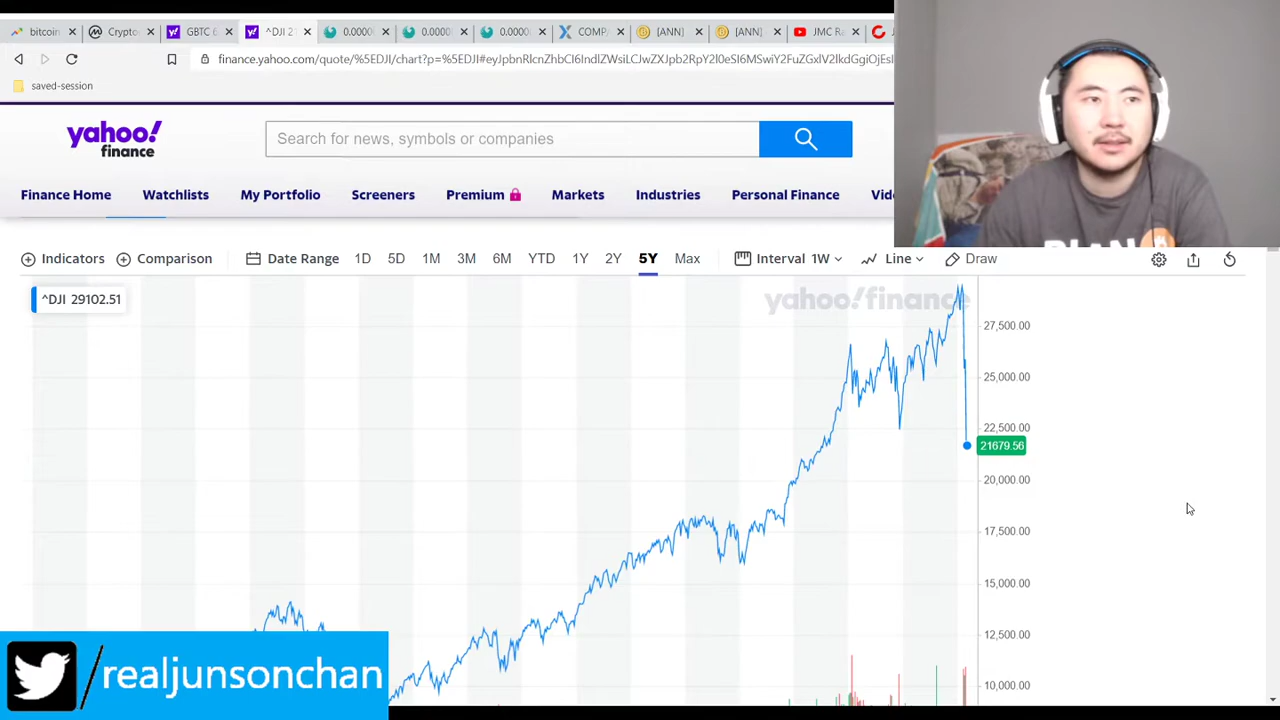 bitcoin
Crypto
GBTC
^DJI 2
0.0000
0.0000
0.0000
COMP
[ANN]
[ANN]
JMC Ra
finance.yahoo.com/quote/%5EDJI/chart?p=%5EDJI#
saved-session
yahoo!
finance
Search for news, symbols or companies
Finance Home Watchlists My Portfolio Screeners Premium Markets Industries Personal Finance Vid
Indicators Comparison Date Range 1D 5D 1M 3M 6M YTD 1Y 2Y 5Y Max Interval 1W Line Draw
^DJI 29102.51
yahoo!finance
27,500.00
25,000.00
22,500.00
21679.56
20,000.00
17,500.00
15,000.00
12,500.00
10,000.00
/realjunsonchan